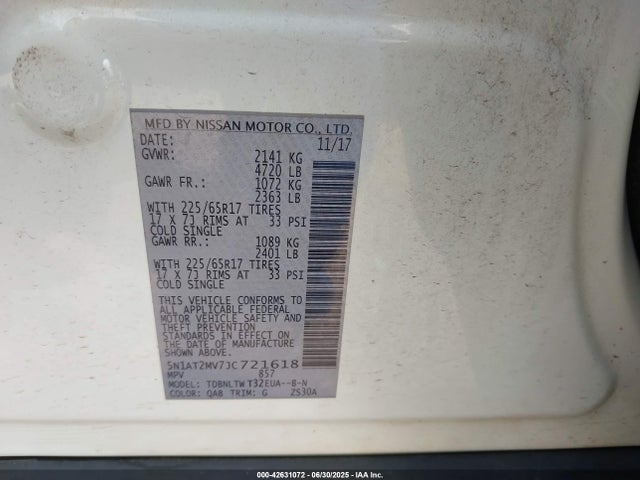 MFD BY NISSAN MOTOR CO., LTD.
DATE: 11/17
GVWR: 2141 KG
4720 LB
GAWR FR.: 1072 KG
2363 LB
WITH 225/65R17 TIRES
17 X 7J RIMS AT 33 PSI
COLD SINGLE
GAWR RR.: 1089 KG
2401 LB
WITH 225/65R17 TIRES
17 X 7J RIMS AT 33 PSI
COLD SINGLE
THIS VEHICLE CONFORMS TO
ALL APPLICABLE FEDERAL
MOTOR VEHICLE SAFETY AND
THEFT PREVENTION
STANDARDS IN EFFECT ON THE
DATE OF MANUFACTURE
SHOWN ABOVE.
5N1AT2MV7JC721618
MPV 857
MODEL: TDBNLTW T32EUA--B-N
COLOR: QAB TRIM: G ZS30A
000-42631072 - 06/30/2025 - IAA Inc.